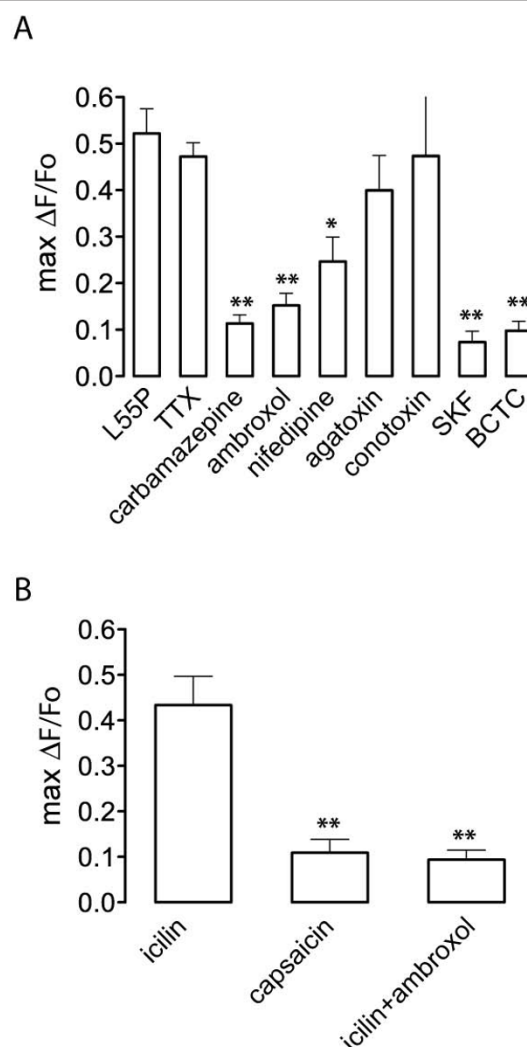 A
max ΔF/Fo
0.6
0.5
0.4
0.3
0.2
0.1
0.0
**
**
*
**
**
L55P
TTX
carbamazepine
ambroxol
nifedipine
agatoxin
conotoxin
SKF
BCTC
B
max ΔF/Fo
0.6
0.5
0.4
0.3
0.2
0.1
0.0
**
**
icilin
capsaicin
icilin+ambroxol